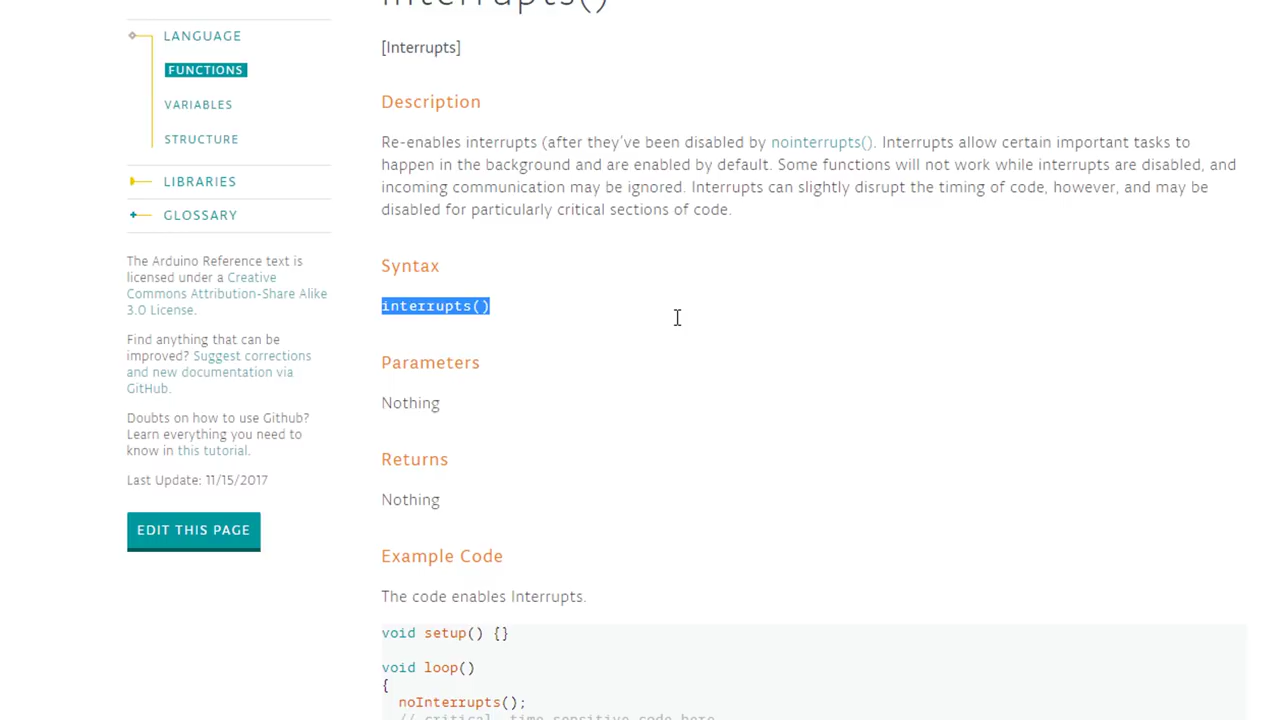 interrupts()
LANGUAGE
FUNCTIONS
VARIABLES
STRUCTURE
LIBRARIES
GLOSSARY
The Arduino Reference text is
licensed under a Creative
Commons Attribution-Share Alike
3.0 License.
Find anything that can be
improved? Suggest corrections
and new documentation via
GitHub.
Doubts on how to use Github?
Learn everything you need to
know in this tutorial.
Last Update: 11/15/2017
EDIT THIS PAGE
[Interrupts]
Description
Re-enables interrupts (after they've been disabled by nointerrupts(). Interrupts allow certain important tasks to
happen in the background and are enabled by default. Some functions will not work while interrupts are disabled, and
incoming communication may be ignored. Interrupts can slightly disrupt the timing of code, however, and may be
disabled for particularly critical sections of code.
Syntax
interrupts()
Parameters
Nothing
Returns
Nothing
Example Code
The code enables Interrupts.
void setup() {}
void loop()
{
noInterrupts();
// critical, time-sensitive code here